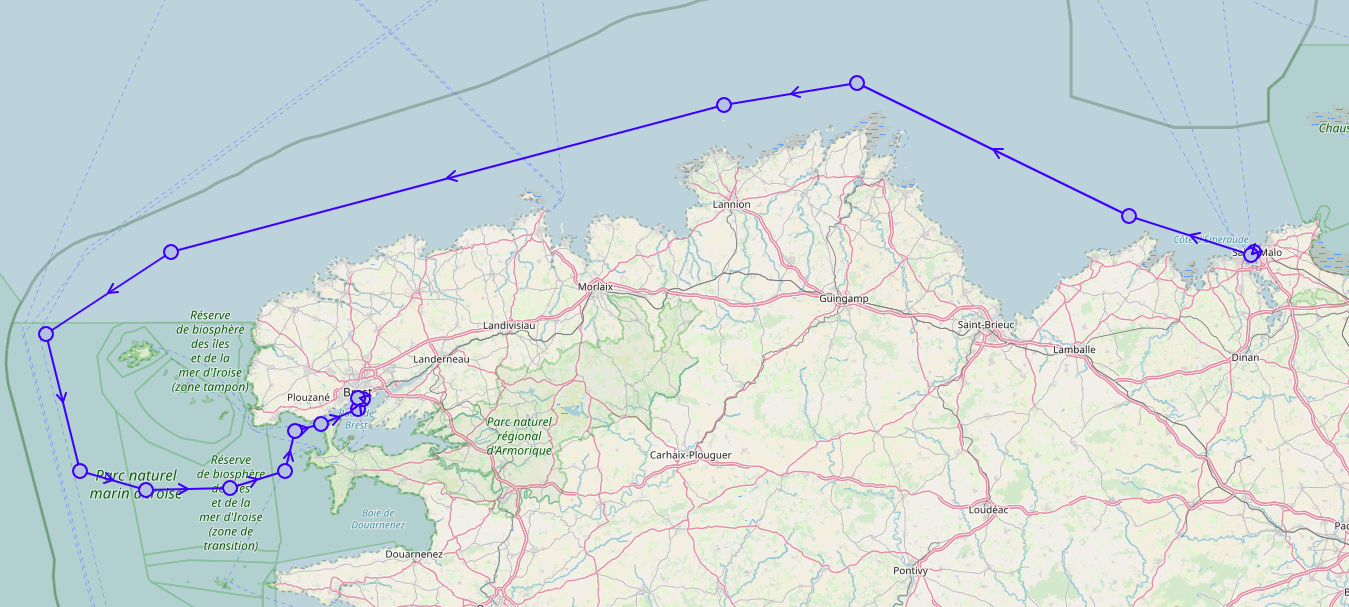 Chaus
Lannion
Côte d'Émeraude
Saint-Malo
Morlaix
Guingamp
Réserve
de biosphère
des îles
et de la
mer d'Iroise
(zone tampon)
Landivisiau
Saint-Brieuc
Lamballe
Landerneau
Dinan
Plouzané
Brest
Brest
Parc naturel
régional
d'Armorique
Carhaix-Plouguer
Parc naturel
marin d'Iroise
Réserve
de biosphère
des îles
et de la
mer d'Iroise
(zone de
transition)
Baie de
Douarnenez
Loudéac
Douarnenez
Pontivy